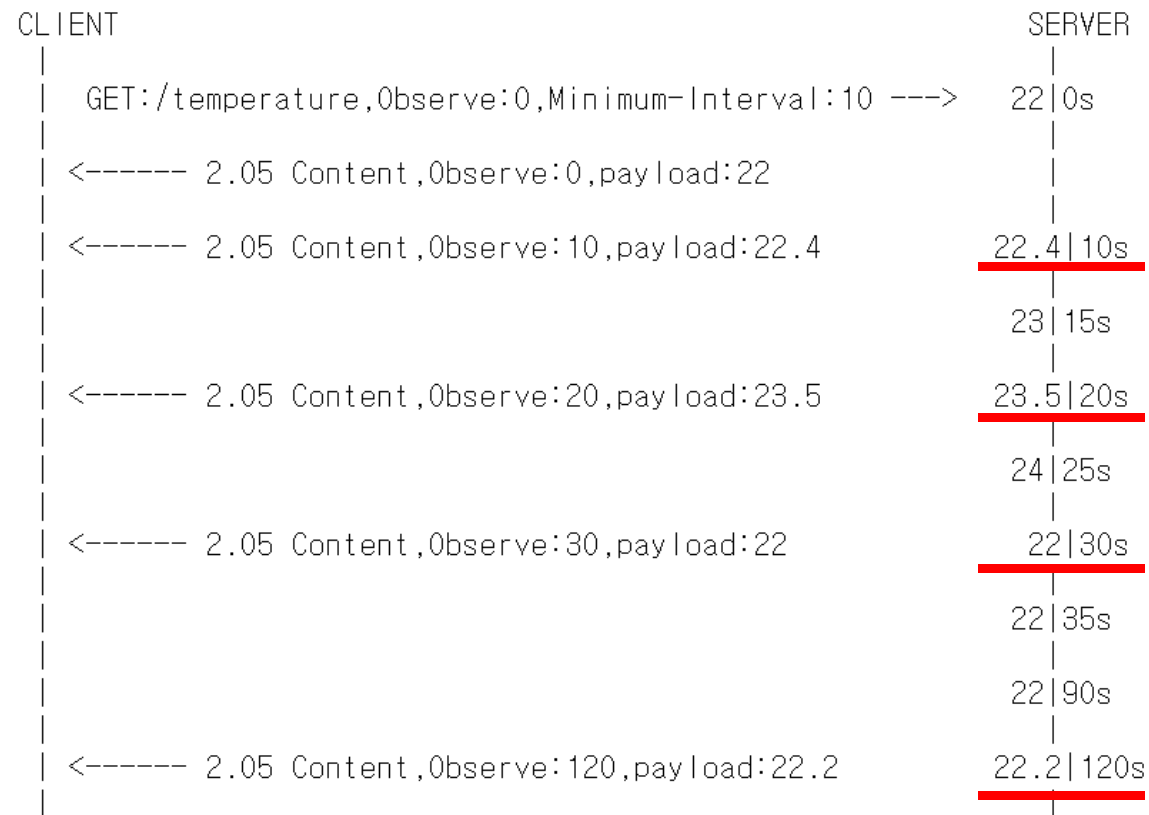 CLIENT SERVER
GET:/temperature,Observe:0,Minimum-Interval:10 ---> 22|0s
<------ 2.05 Content,Observe:0,payload:22
<------ 2.05 Content,Observe:10,payload:22.4 22.4|10s
23|15s
<------ 2.05 Content,Observe:20,payload:23.5 23.5|20s
24|25s
<------ 2.05 Content,Observe:30,payload:22 22|30s
22|35s
22|90s
<------ 2.05 Content,Observe:120,payload:22.2 22.2|120s